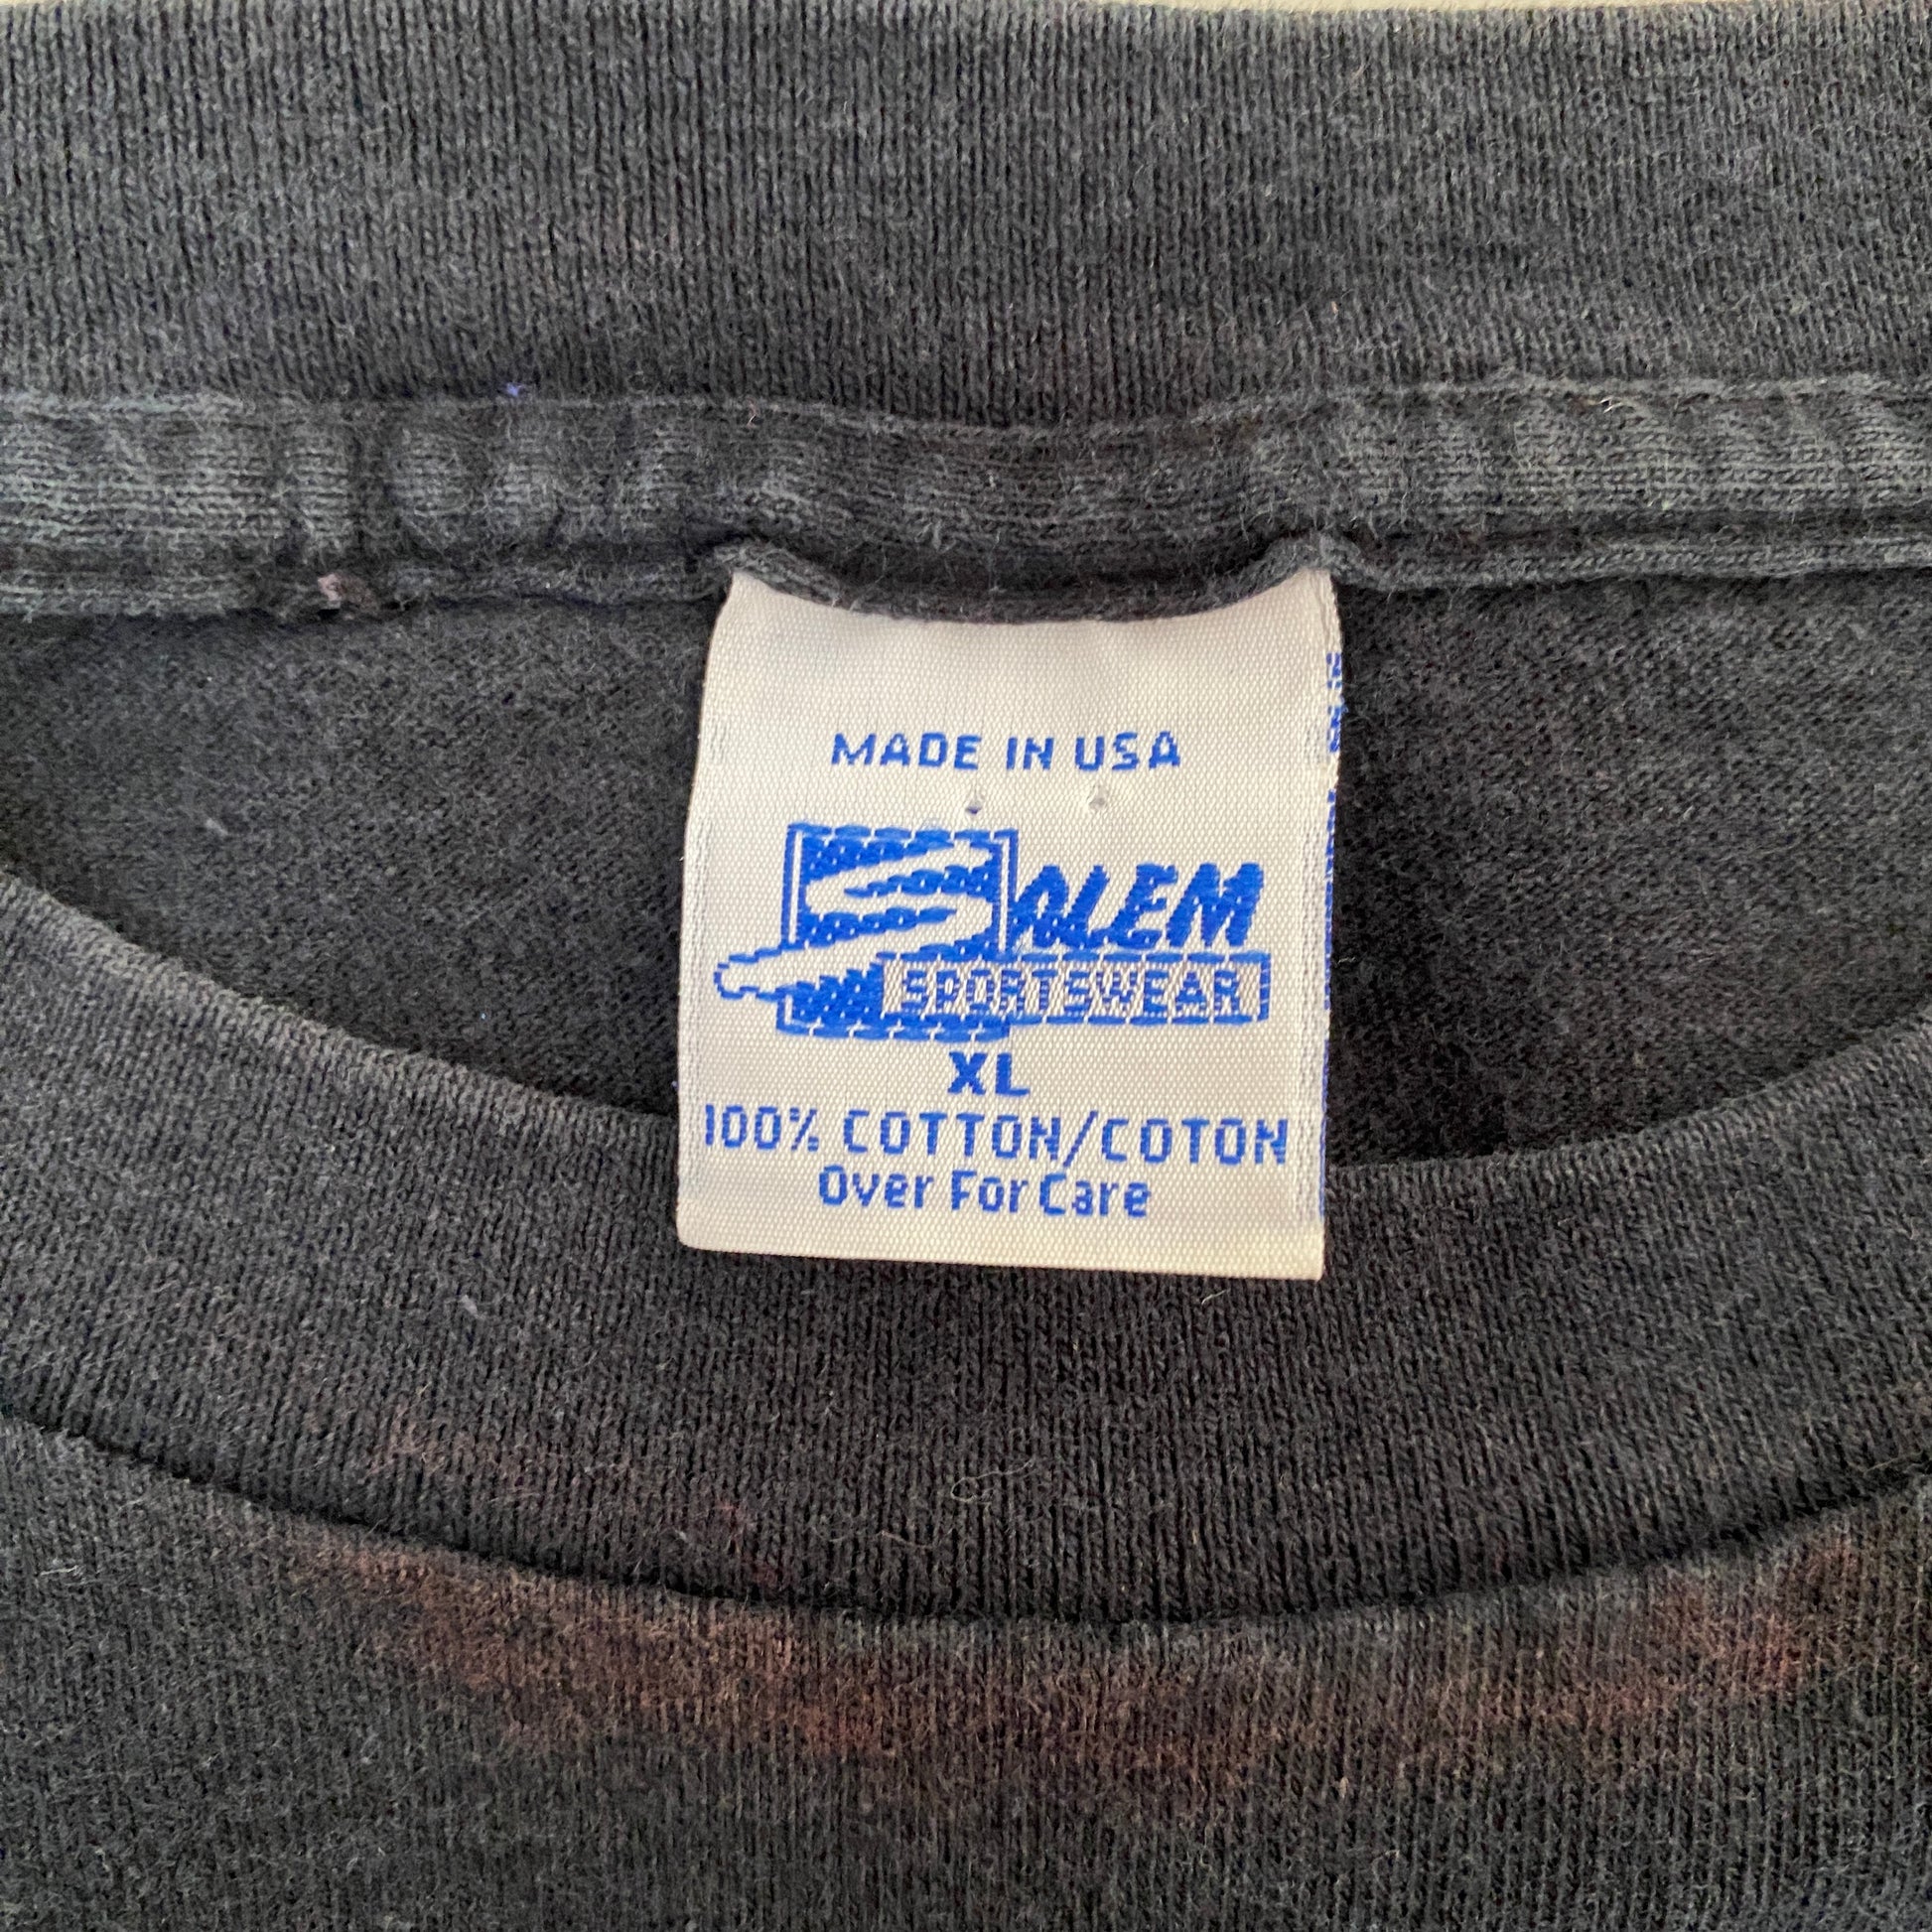 MADE IN USA
SALEM
SPORTSWEAR
XL
100% COTTON/COTON
Over For Care